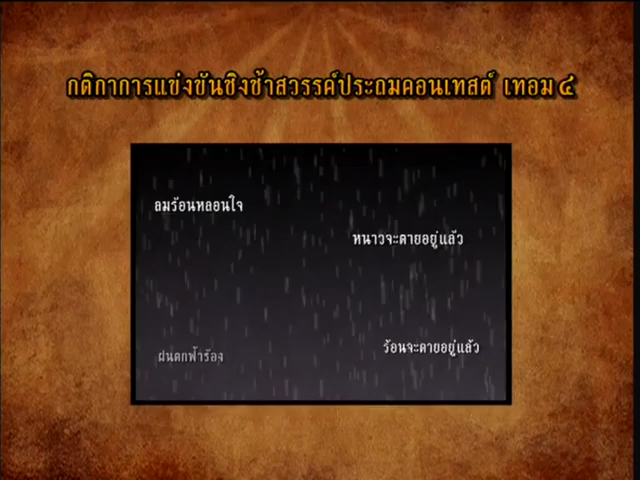 กติกาการแข่งขันชิงช้าสวรรค์ประถมคอนเทสต์ เทอม ๔
ลมร้อนหลอนใจ
หนาวจะตายอยู่แล้ว
ร้อนจะตายอยู่แล้ว
ฝนตกฟ้าร้อง